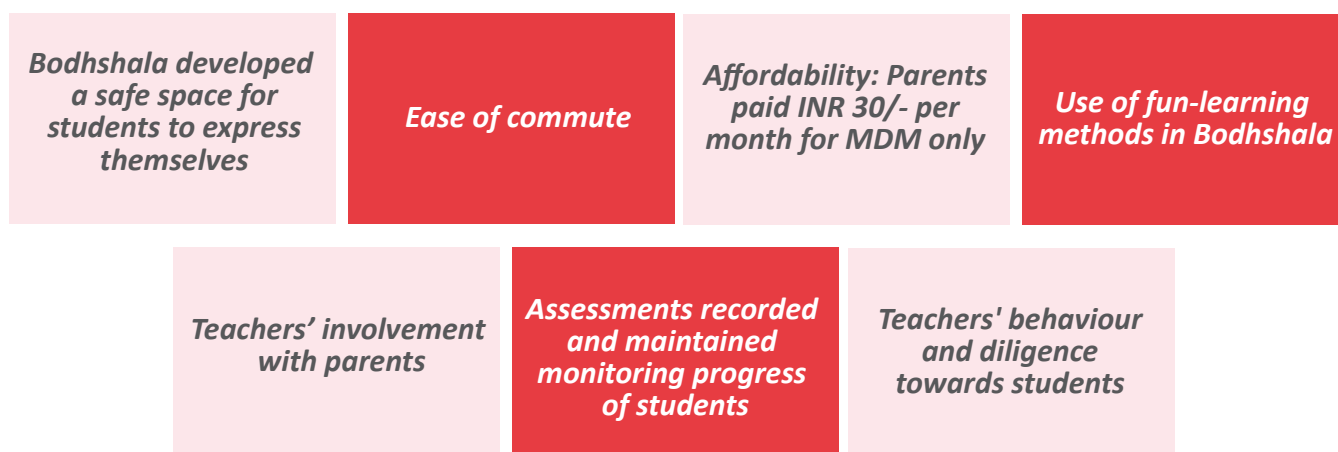 Bodhshala developed
a safe space for
students to express
themselves
Ease of commute
Affordability: Parents
paid INR 30/- per
month for MDM only
Use of fun-learning
methods in Bodhshala
Teachers’ involvement
with parents
Assessments recorded
and maintained
monitoring progress
of students
Teachers' behaviour
and diligence
towards students